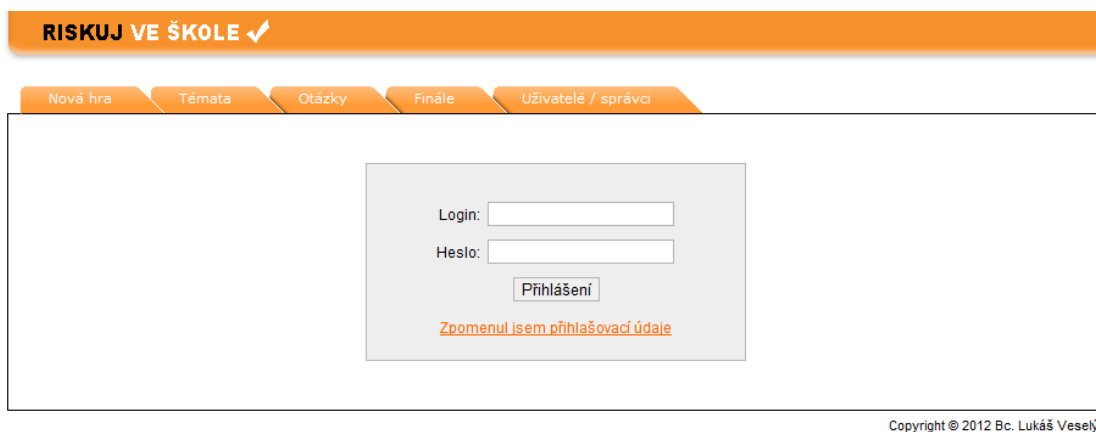 RISKUJ VE ŠKOLE
Nová hra Témata Otázky Finále Uživatelé / správci
Login:
Heslo:
Přihlášení
Zpomenul jsem přihlašovací údaje
Copyright © 2012 Bc. Lukáš Veselý